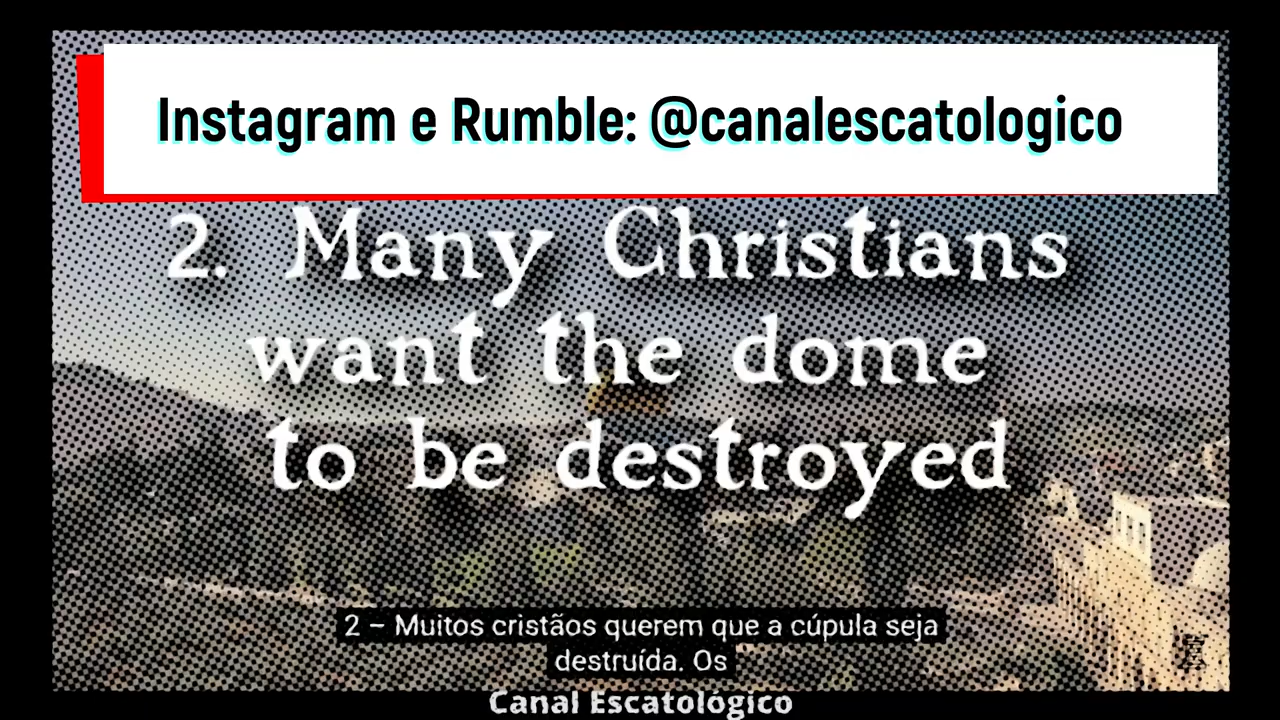 Instagram e Rumble: @canalescatologico
2. Many Christians
want the dome
to be destroyed
2 – Muitos cristãos querem que a cúpula seja
destruída. Os
Canal Escatológico